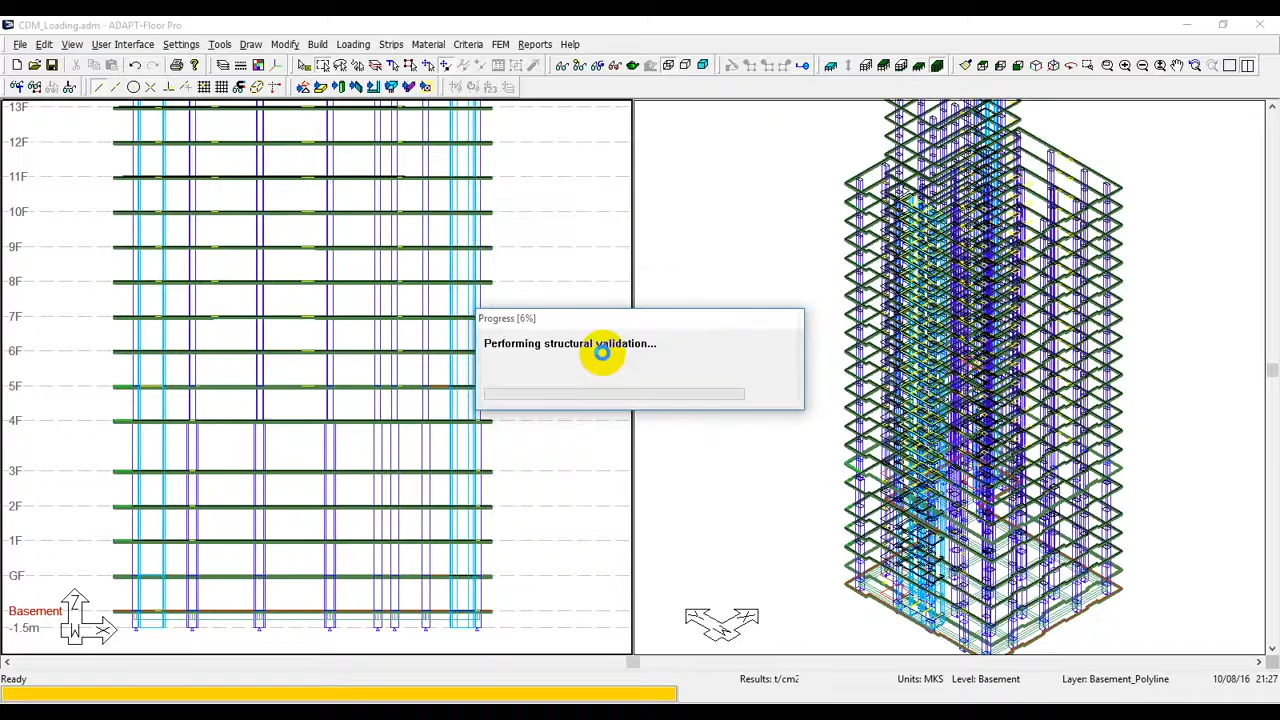 CDM_Loading.adm - ADAPT-Floor Pro
File Edit View User Interface Settings Tools Draw Modify Build Loading Strips Material Criteria FEM Reports Help
13F
12F
11F
10F
9F
8F
7F
6F
5F
4F
3F
2F
1F
GF
Basement
-1.5m
Z
W X
Progress [6%]
Performing structural validation...
Ready
Results: t/cm2
Units: MKS
Level: Basement
Layer: Basement_Polyline
10/08/16
21:27